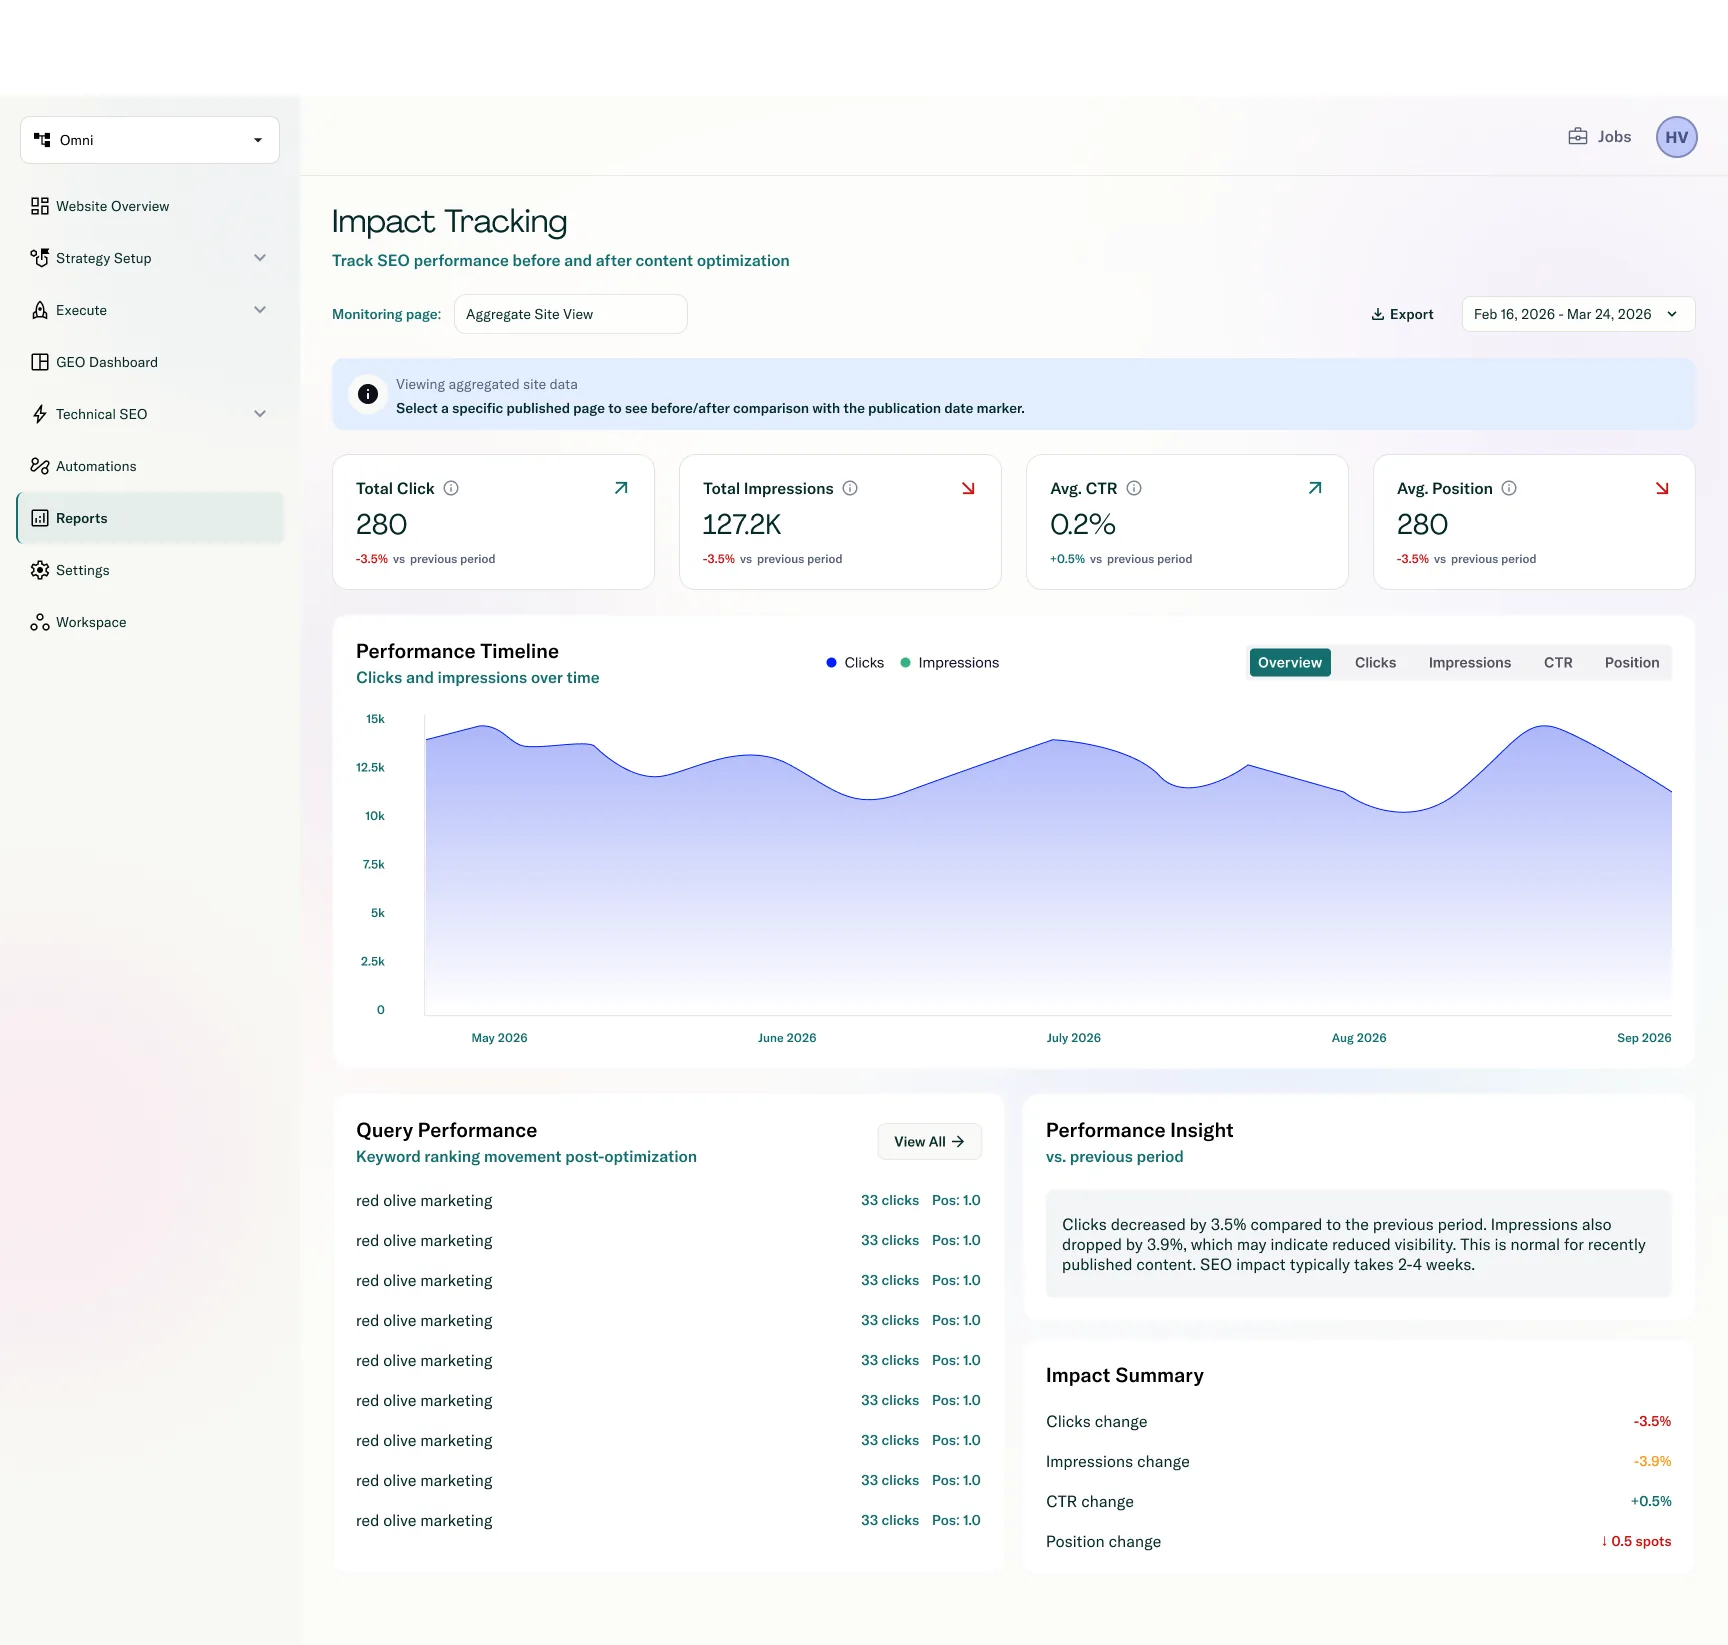 Omni
Jobs
HV
Website Overview
Strategy Setup
Execute
GEO Dashboard
Technical SEO
Automations
Reports
Settings
Workspace
Impact Tracking
Track SEO performance before and after content optimization
Monitoring page:
Aggregate Site View
Export
Feb 16, 2026 - Mar 24, 2026
Viewing aggregated site data
Select a specific published page to see before/after comparison with the publication date marker.
Total Click
280
-3.5% vs previous period
Total Impressions
127.2K
-3.5% vs previous period
Avg. CTR
0.2%
+0.5% vs previous period
Avg. Position
280
-3.5% vs previous period
Performance Timeline
Clicks and impressions over time
Clicks
Impressions
Overview
Clicks
Impressions
CTR
Position
15k
12.5k
10k
7.5k
5k
2.5k
0
May 2026
June 2026
July 2026
Aug 2026
Sep 2026
Query Performance
Keyword ranking movement post-optimization
View All →
red olive marketing 33 clicks Pos: 1.0
red olive marketing 33 clicks Pos: 1.0
red olive marketing 33 clicks Pos: 1.0
red olive marketing 33 clicks Pos: 1.0
red olive marketing 33 clicks Pos: 1.0
red olive marketing 33 clicks Pos: 1.0
red olive marketing 33 clicks Pos: 1.0
red olive marketing 33 clicks Pos: 1.0
red olive marketing 33 clicks Pos: 1.0
Performance Insight
vs. previous period
Clicks decreased by 3.5% compared to the previous period. Impressions also
dropped by 3.9%, which may indicate reduced visibility. This is normal for recently
published content. SEO impact typically takes 2-4 weeks.
Impact Summary
Clicks change -3.5%
Impressions change -3.9%
CTR change +0.5%
Position change ↓ 0.5 spots